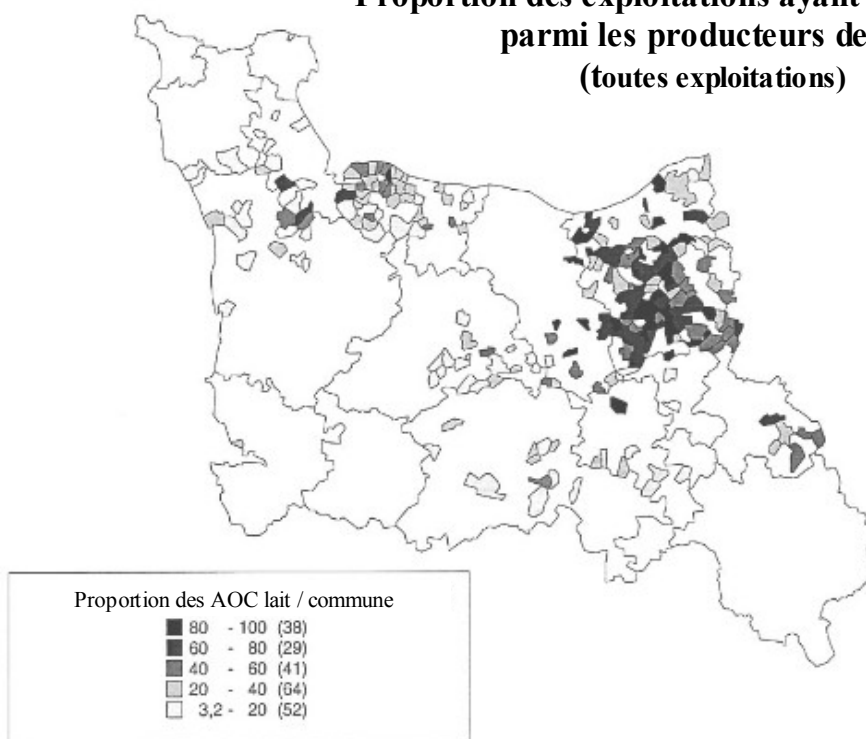 Proportion des exploitations ayant
parmi les producteurs de
(toutes exploitations)
Proportion des AOC lait / commune
80 - 100 (38)
60 - 80 (29)
40 - 60 (41)
20 - 40 (64)
3,2 - 20 (52)